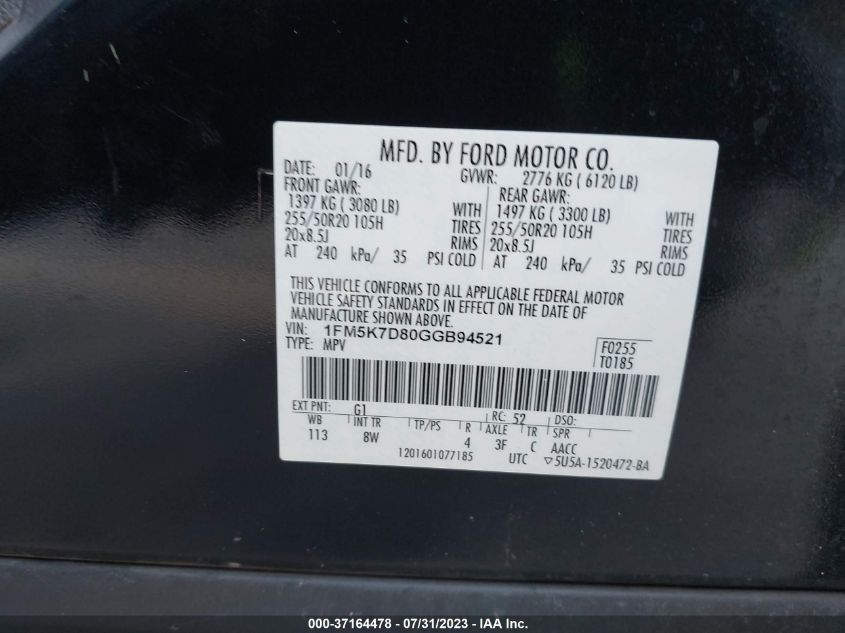 MFD. BY FORD MOTOR CO.
DATE: 01/16 GVWR: 2776 KG ( 6120 LB)
FRONT GAWR: REAR GAWR:
1397 KG ( 3080 LB) WITH 1497 KG ( 3300 LB) WITH
255/50R20 105H TIRES 255/50R20 105H TIRES
20x8.5J RIMS 20x8.5J RIMS
AT 240 kPa/ 35 PSI COLD AT 240 kPa/ 35 PSI COLD
THIS VEHICLE CONFORMS TO ALL APPLICABLE FEDERAL MOTOR
VEHICLE SAFETY STANDARDS IN EFFECT ON THE DATE OF
MANUFACTURE SHOWN ABOVE.
VIN: 1FM5K7D80GGB94521
TYPE: MPV
F0255
T0185
EXT PNT: G1 RC: 52 DSO:
WB INT TR TP/PS R AXLE TR SPR
113 8W 4 3F C AACC
1201601077185 UTC ▽5U5A-1520472-BA
000-37164478 - 07/31/2023 - 1FM5K7D80GGB94521